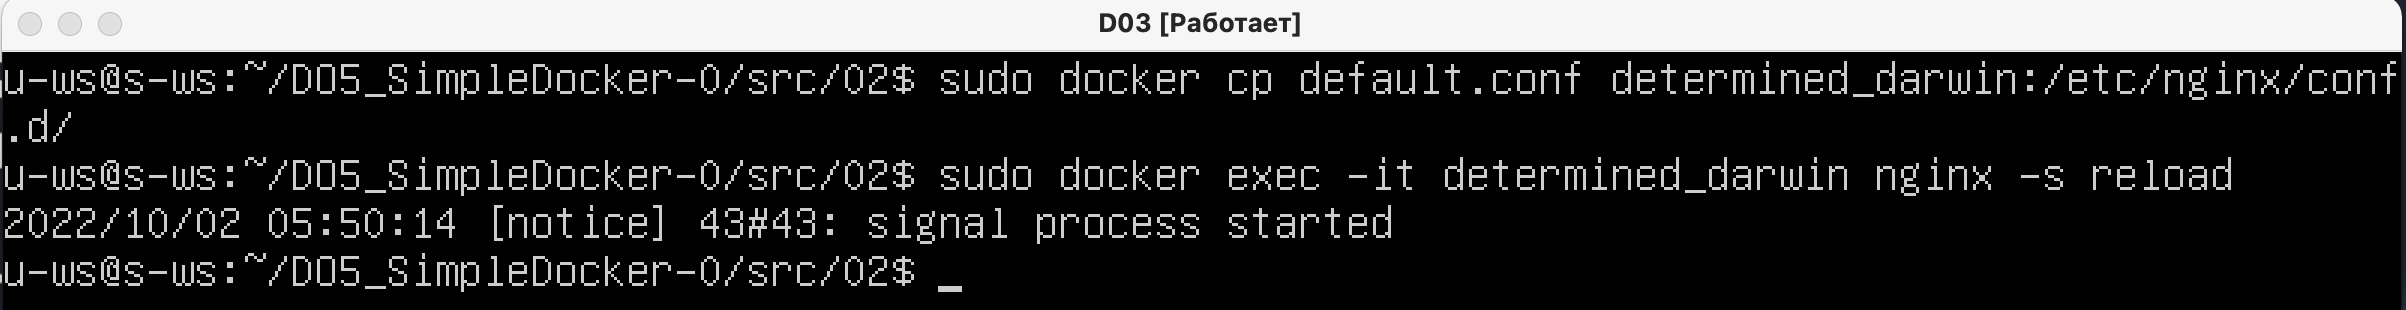 D03 [Работает]
u-ws@s-ws:~/DO5_SimpleDocker-0/src/02$ sudo docker cp default.conf determined_darwin:/etc/nginx/conf
.d/
u-ws@s-ws:~/DO5_SimpleDocker-0/src/02$ sudo docker exec -it determined_darwin nginx -s reload
2022/10/02 05:50:14 [notice] 43#43: signal process started
u-ws@s-ws:~/DO5_SimpleDocker-0/src/02$ _